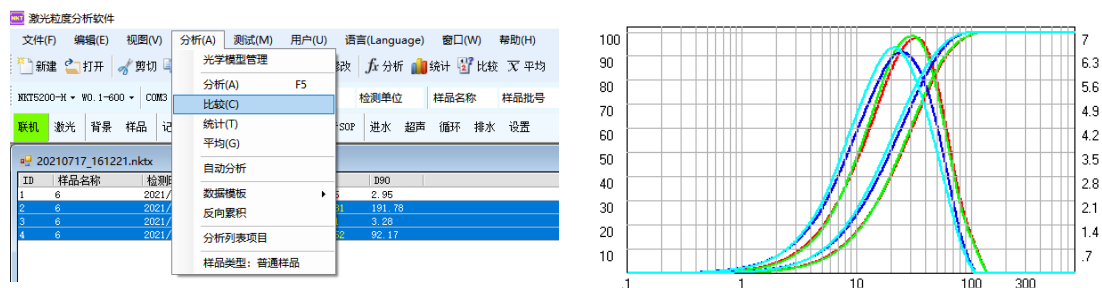 NKT 激光粒度分析软件
文件(F) 编辑(E) 视图(V) 分析(A) 测试(M) 用户(U) 语言(Language) 窗口(W) 帮助(H)
新建 打开 剪切 改 fx 分析 统计 比较 X 平均
NKT5200-H W0.1-600 COM3 检测单位 样品名称 样品批号
联机 激光 背景 样品 SOP 进水 超声 循环 排水 设置
光学模型管理
分析(A) F5
比较(C)
统计(T)
平均(G)
自动分析
数据模板
反向累积
分析列表项目
样品类型：普通样品
20210717_161221.nktx
ID 样品名称 D90
1 6 2021/ 2.95
2 6 2021/ 191.78
3 6 2021/ 3.28
4 6 2021/ 92.17
100 7
90 6.3
80 5.6
70 4.9
60 4.2
50 3.5
40 2.8
30 2.1
20 1.4
10 .7
.1 1 10 100 300